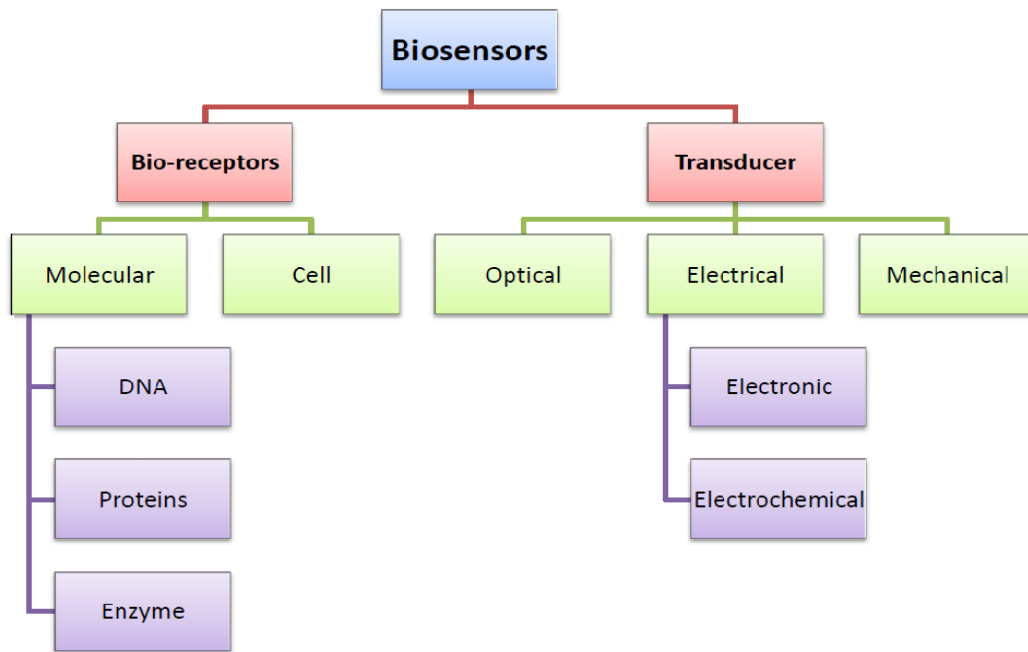 Biosensors
Bio-receptors
Transducer
Molecular
Cell
Optical
Electrical
Mechanical
DNA
Electronic
Proteins
Electrochemical
Enzyme